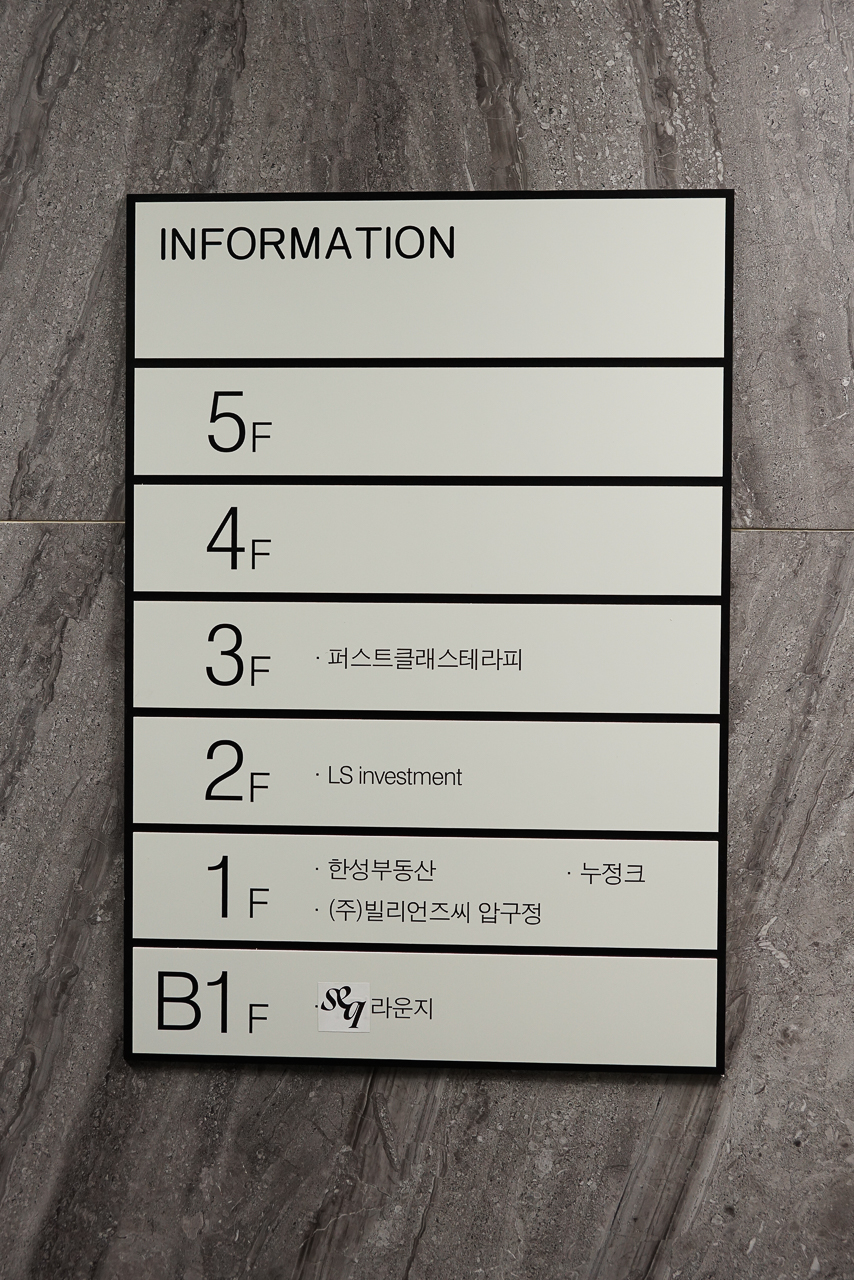 INFORMATION
5F
4F
3F · 퍼스트클래스테라피
2F · LS investment
1F · 한성부동산 · 누정크
· (주)빌리언즈씨 압구정
B1F · seq 라운지